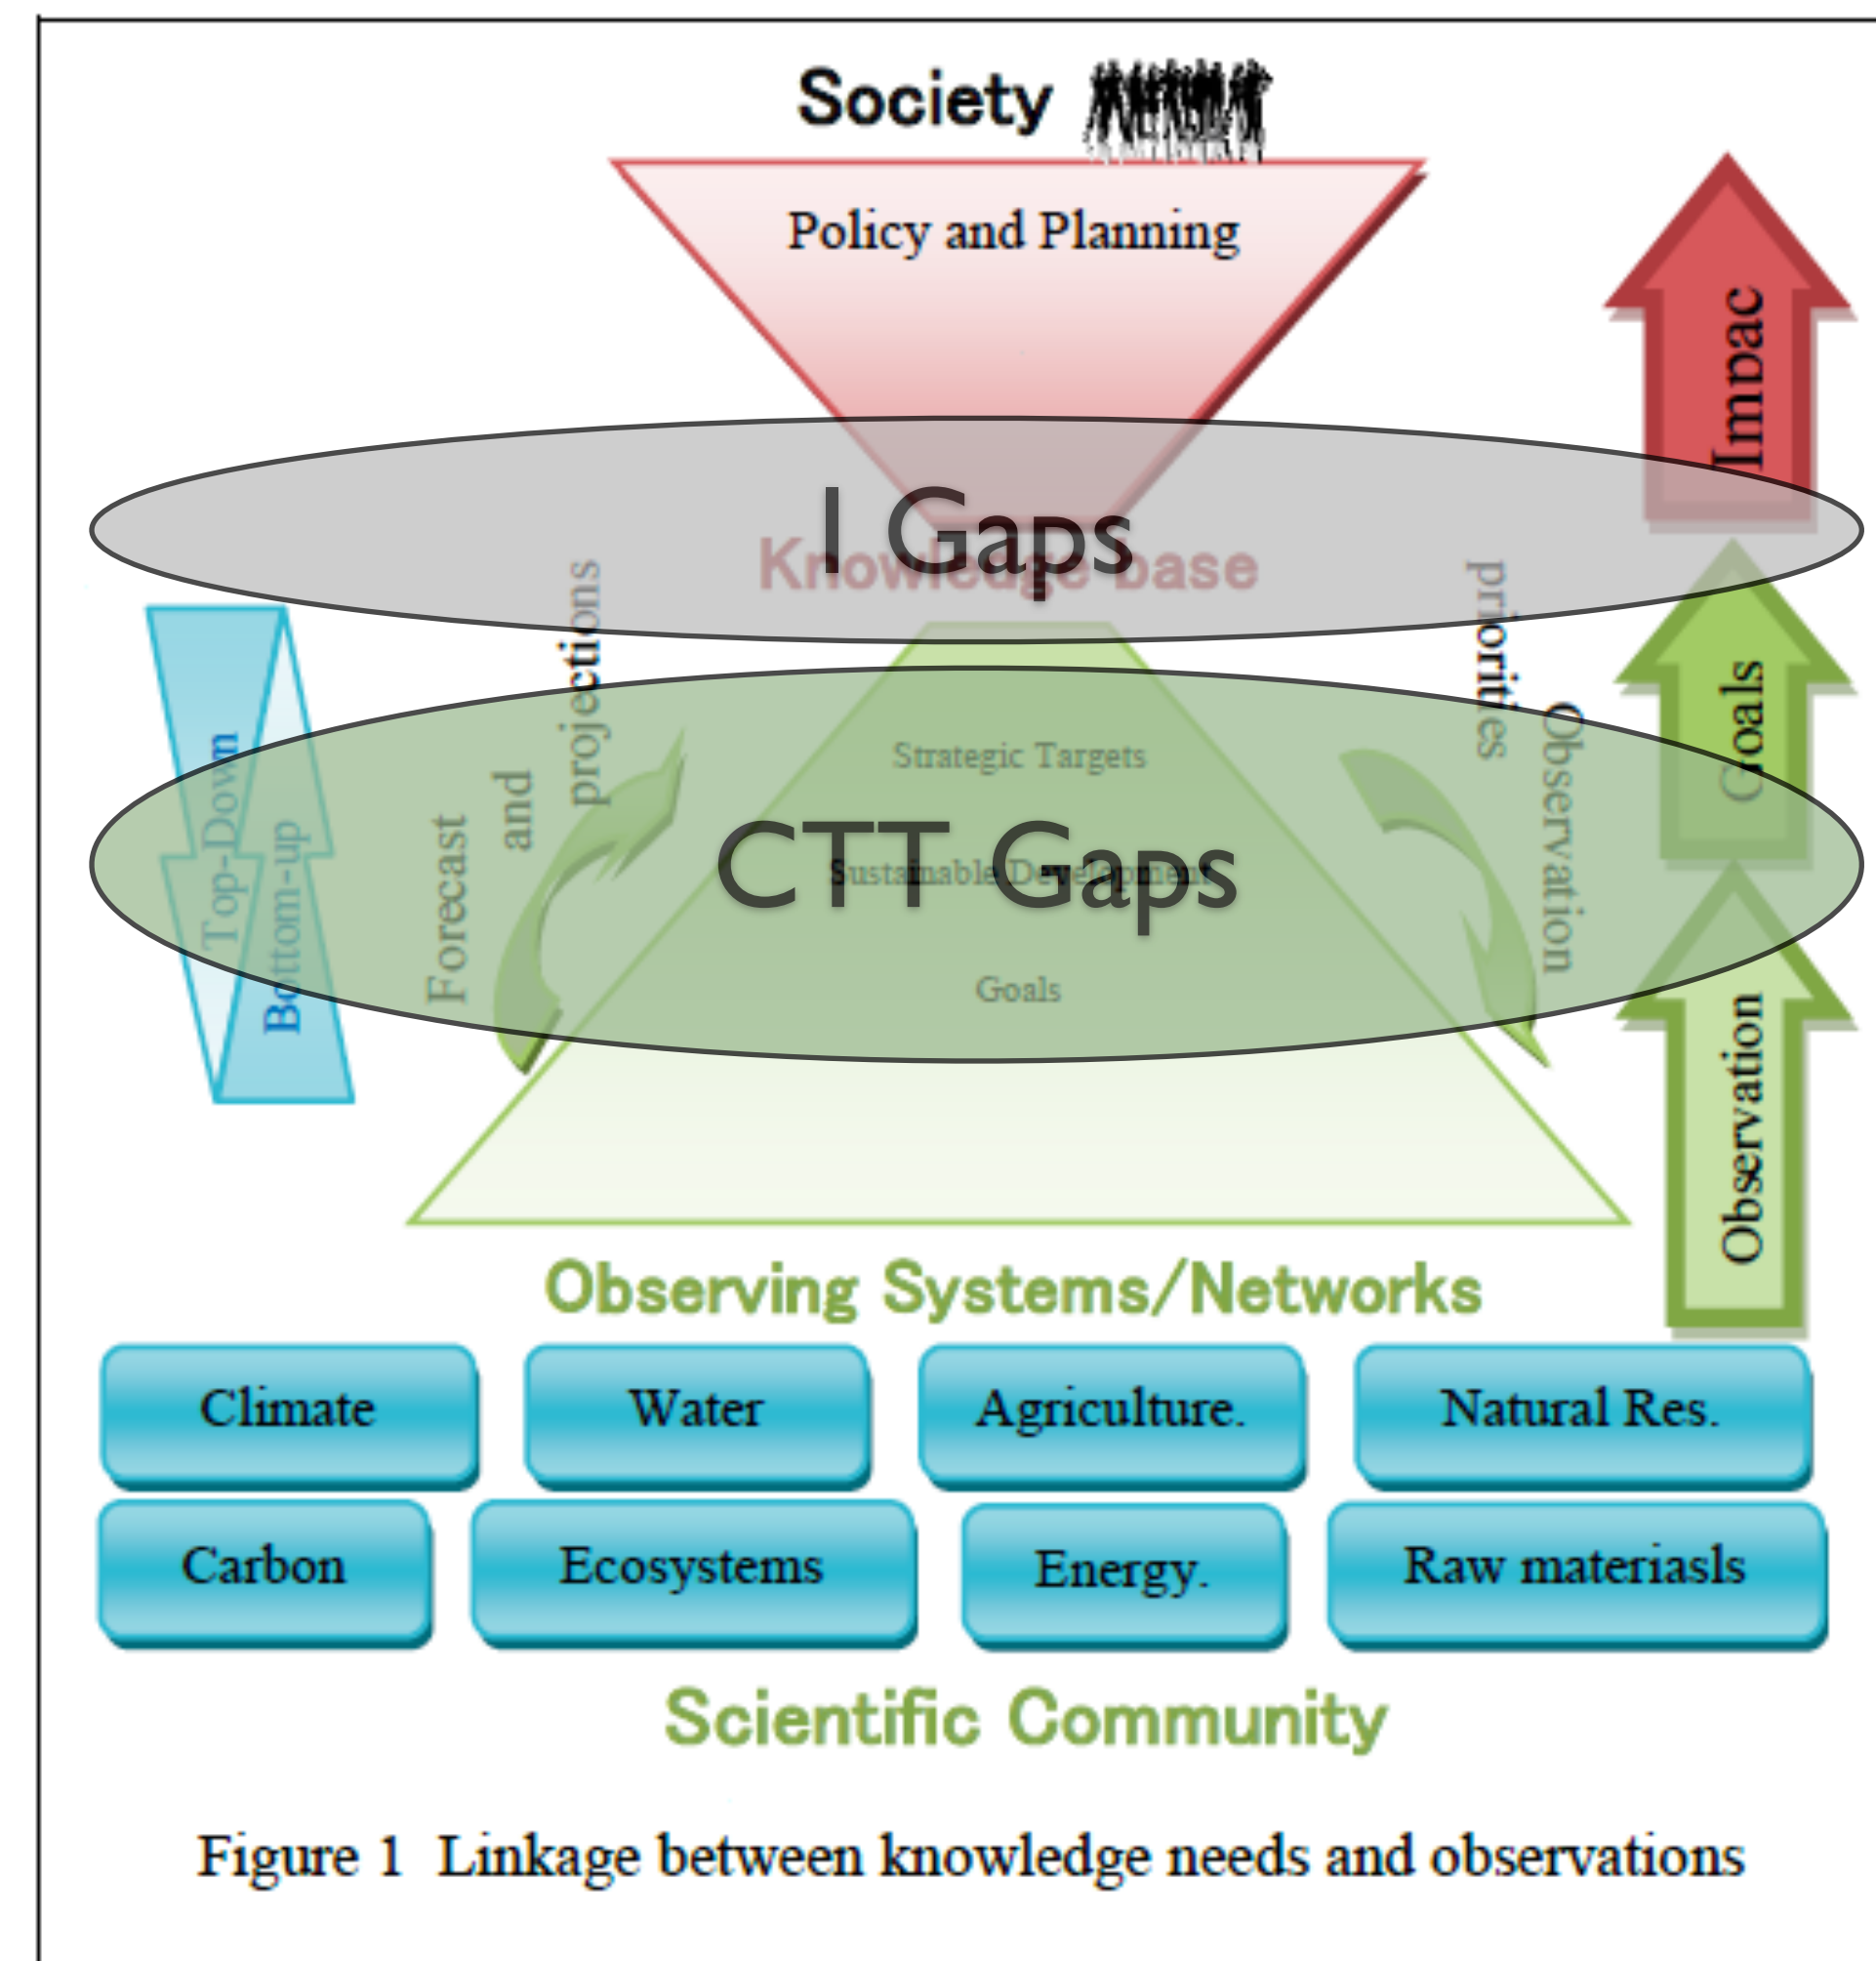 Society
Policy and Planning
Impac
I Gaps
Knowledge base
projections
and
Forecast
priorities
Observation
Top-Down
Bottom-up
Strategic Targets
CTT Gaps
Sustainable Development
Goals
Goals
Observation
Observing Systems/Networks
Climate
Water
Agriculture.
Natural Res.
Carbon
Ecosystems
Energy.
Raw materiasls
Scientific Community
Figure 1 Linkage between knowledge needs and observations